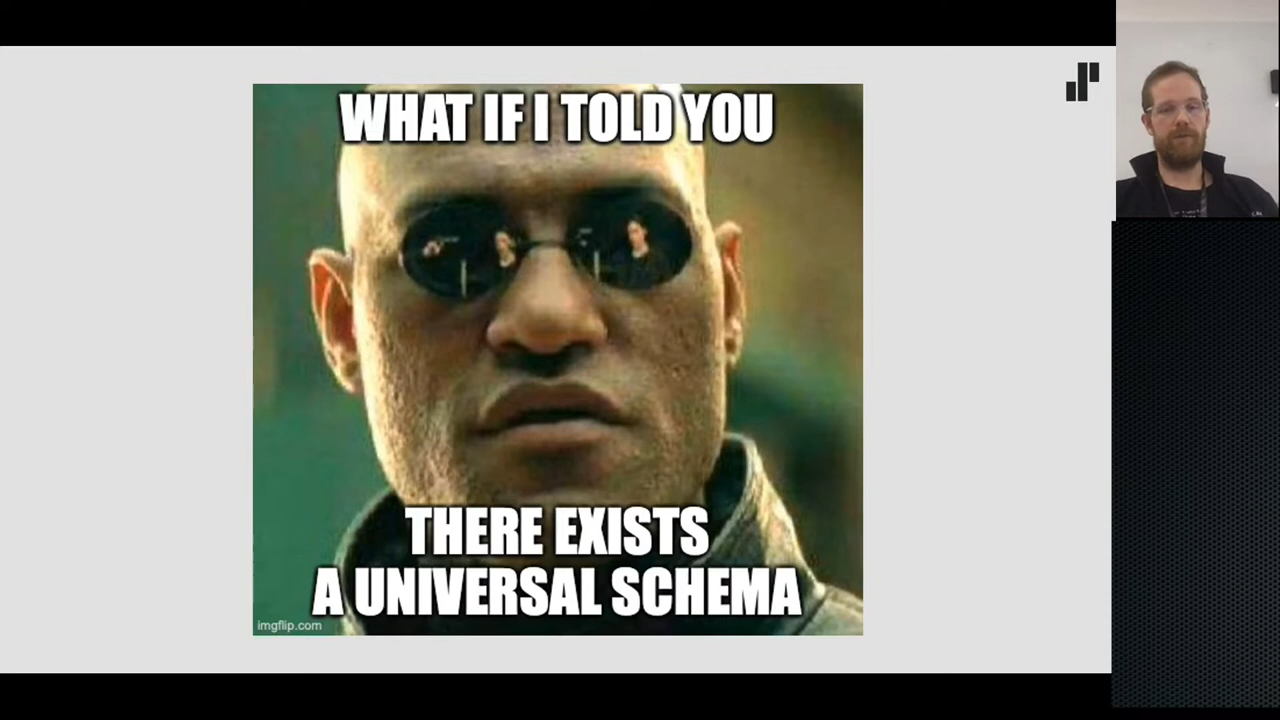 WHAT IF I TOLD YOU
THERE EXISTS
A UNIVERSAL SCHEMA
imgflip.com